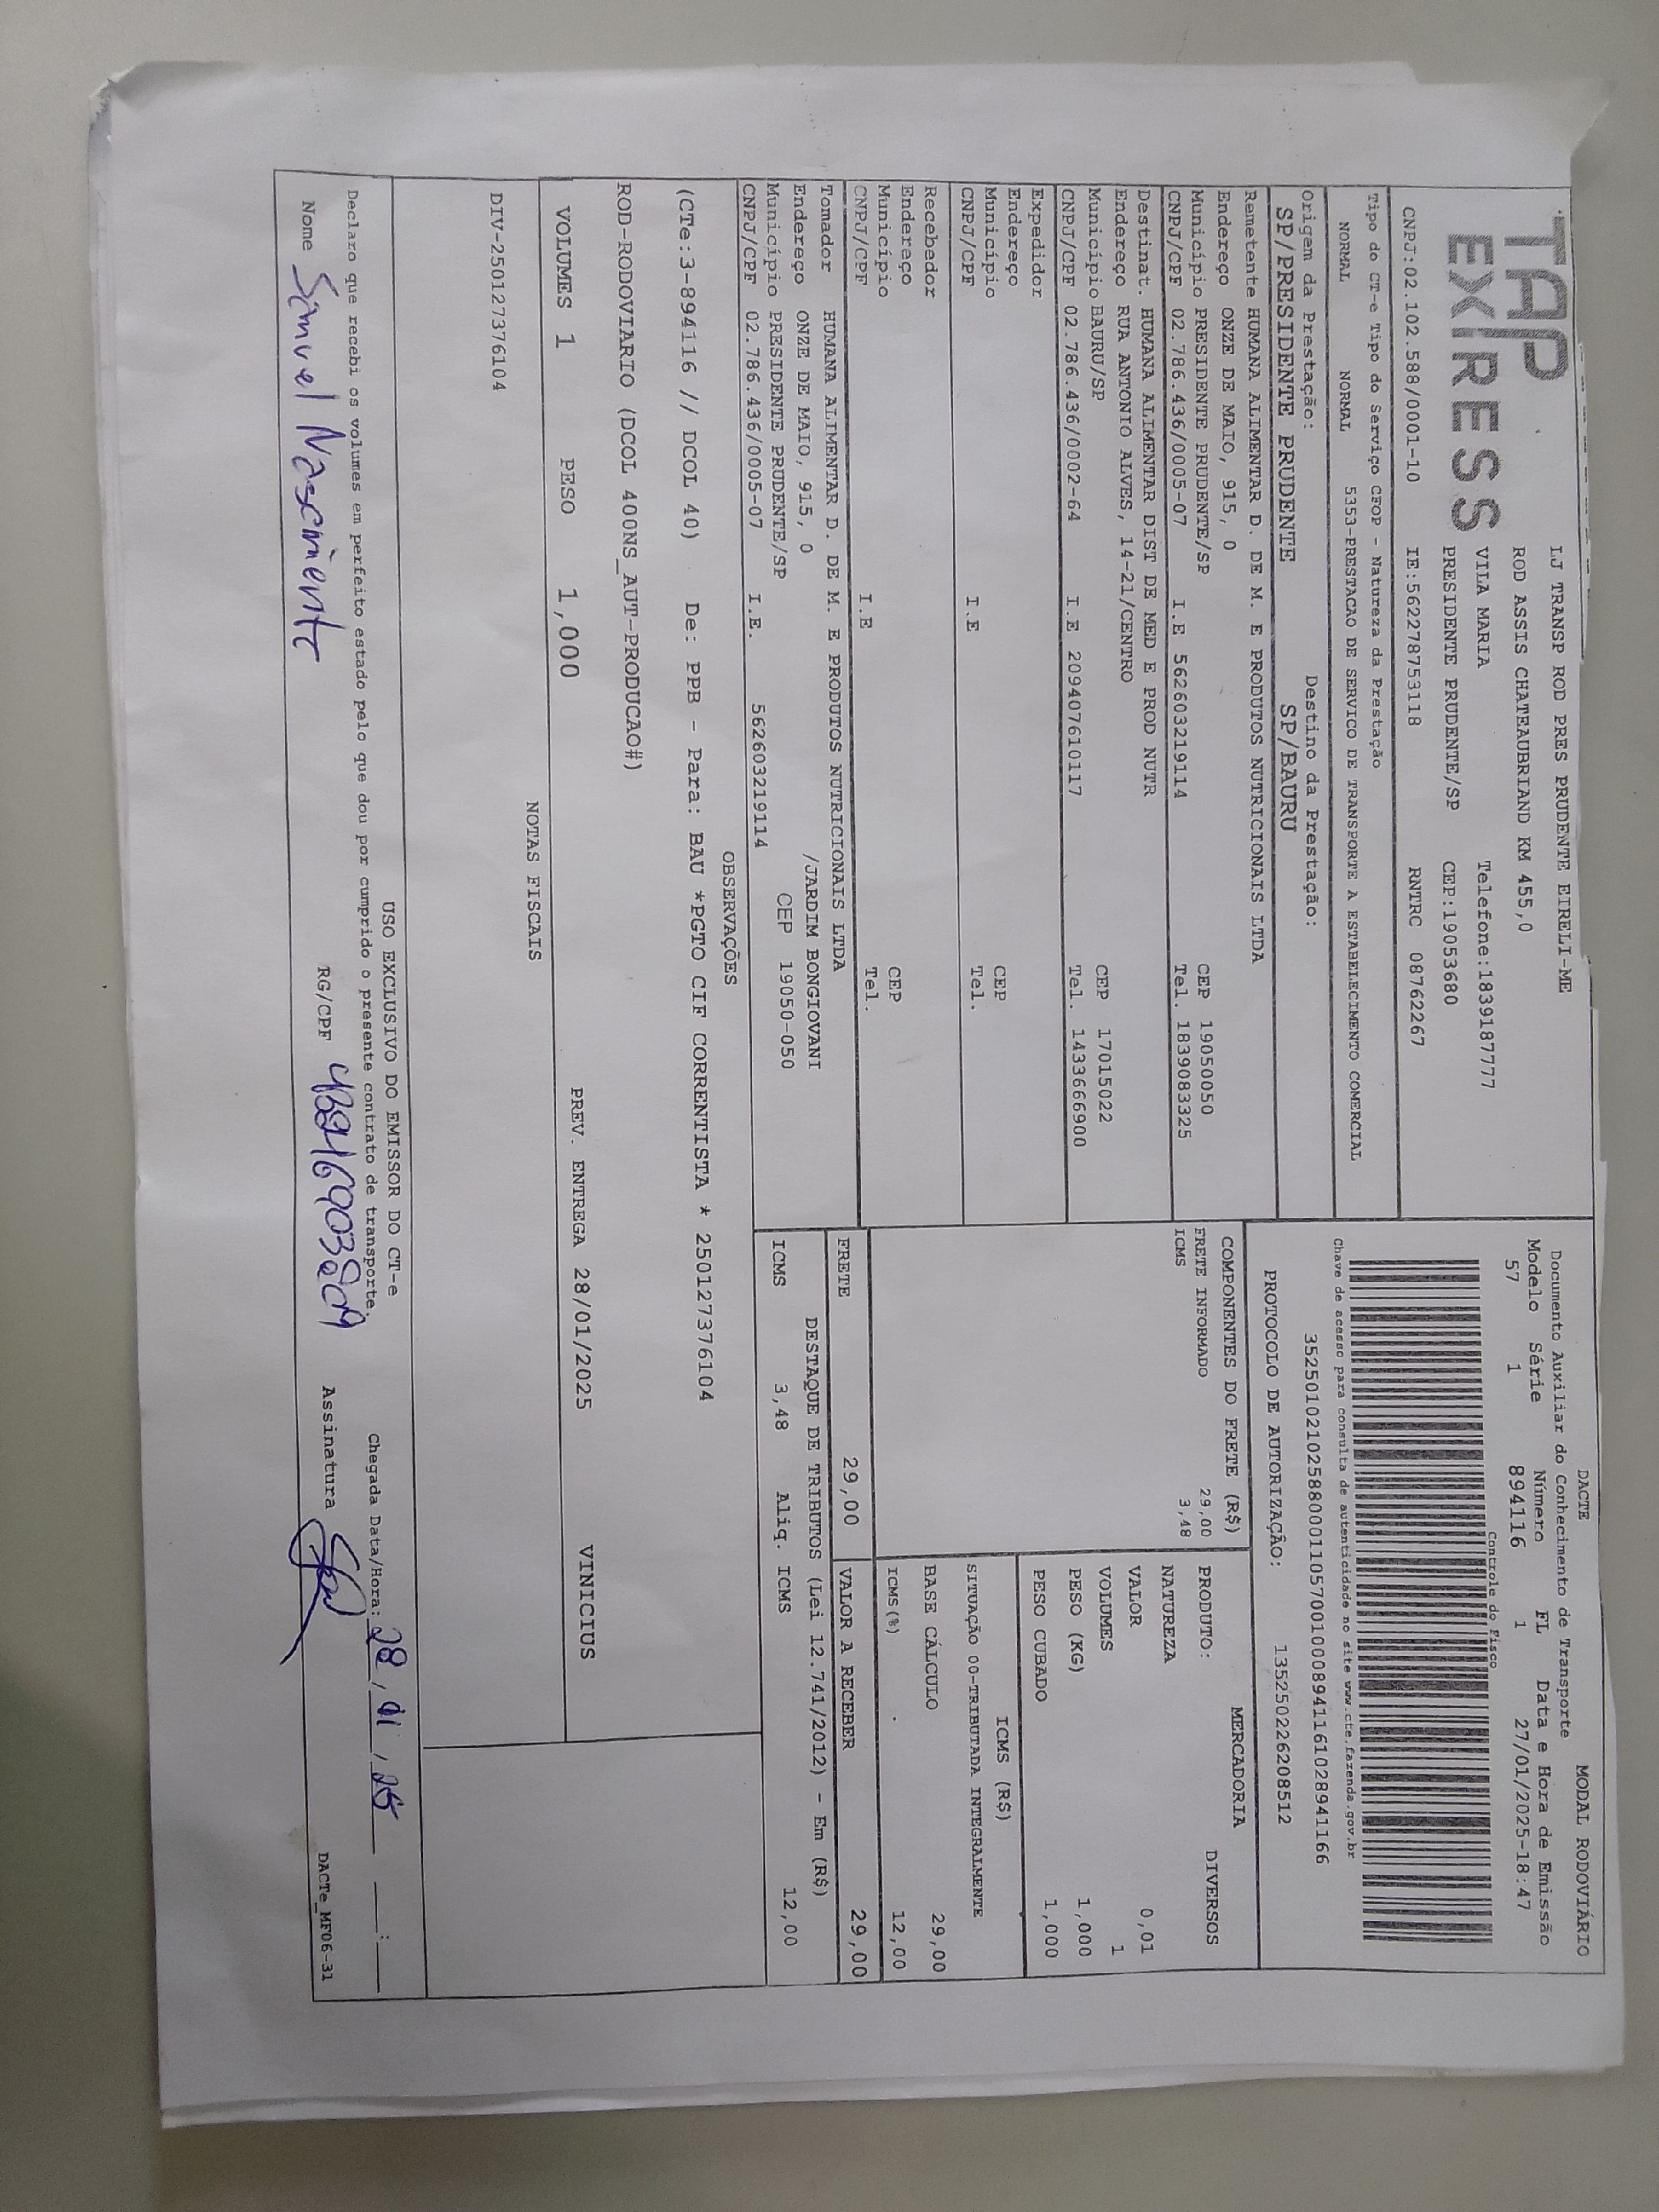 TAP
EXPRESS
LJ TRANSP ROD PRES PRUDENTE EIRELI-ME
ROD ASSIS CHATEAUBRIAND KM 455,0
VILA MARIA Telefone:1839187777
PRESIDENTE PRUDENTE/SP CEP:19053680
CNPJ:02.102.588/0001-10 IE:562278753118 RNTRC 08762267
Tipo do CT-e Tipo do Serviço CFOP - Natureza da Prestação
NORMAL NORMAL 5353-PRESTACAO DE SERVICO DE TRANSPORTE A ESTABELECIMENTO COMERCIAL
Origem da Prestação: Destino da Prestação:
SP/PRESIDENTE PRUDENTE SP/BAURU
DACTE MODAL RODOVIÁRIO
Documento Auxiliar do Conhecimento de Transporte
Modelo Série Número FL Data e Hora de Emissão
57 1 894116 1 27/01/2025-18:47
Controle do Fisco
Chave de acesso para consulta de autenticidade no site www.cte.fazenda.gov.br
35250102102588000110570010008941161028941166
PROTOCOLO DE AUTORIZAÇÃO: 135250226208512
Remetente HUMANA ALIMENTAR D. DE M. E PRODUTOS NUTRICIONAIS LTDA
Endereço ONZE DE MAIO, 915, 0 CEP 19050050
Município PRESIDENTE PRUDENTE/SP Tel. 1839083325
CNPJ/CPF 02.786.436/0005-07 I.E 562603219114
Destinat. HUMANA ALIMENTAR DIST DE MED E PROD NUTR
Endereço RUA ANTONIO ALVES, 14-21/CENTRO
Município BAURU/SP CEP 17015022
CNPJ/CPF 02.786.436/0002-64 I.E 209407610117 Tel. 1433666900
Expedidor
Endereço
Município CEP
CNPJ/CPF I.E Tel.
Recebedor
Endereço
Município CEP
CNPJ/CPF I.E Tel.
Tomador HUMANA ALIMENTAR D. DE M. E PRODUTOS NUTRICIONAIS LTDA
Endereço ONZE DE MAIO, 915, 0 /JARDIM BONGIOVANI
Município PRESIDENTE PRUDENTE/SP CEP 19050-050
CNPJ/CPF 02.786.436/0005-07 I.E. 562603219114
COMPONENTES DO FRETE (R$)
FRETE INFORMADO 29,00
ICMS 3,48
MERCADORIA
PRODUTO: DIVERSOS
NATUREZA
VALOR 0,01
VOLUMES 1
PESO (KG) 1,000
PESO CUBADO 1,000
ICMS (R$)
SITUAÇÃO 00-TRIBUTADA INTEGRALMENTE
BASE CÁLCULO 29,00
ICMS(%) 12,00
FRETE 29,00 VALOR A RECEBER 29,00
DESTAQUE DE TRIBUTOS (Lei 12.741/2012) - Em (R$)
ICMS 3,48 Aliq. ICMS 12,00
OBSERVAÇÕES
(CTe:3-894116 // DCOL 40) De: PPB - Para: BAU *PGTO CIF CORRENTISTA * 250127376104
ROD-RODOVIARIO (DCOL 400NS_AUT-PRODUCAO#)
VOLUMES 1 PESO 1,000 PREV. ENTREGA 28/01/2025 VINICIUS
NOTAS FISCAIS
DIV-250127376104
USO EXCLUSIVO DO EMISSOR DO CT-e
Declaro que recebi os volumes em perfeito estado pelo que dou por cumprido o presente contrato de transporte. Chegada Data/Hora: 28/01/25 __:__
Nome Samuel Nascimento RG/CPF Assinatura
DACTe_MF06-31